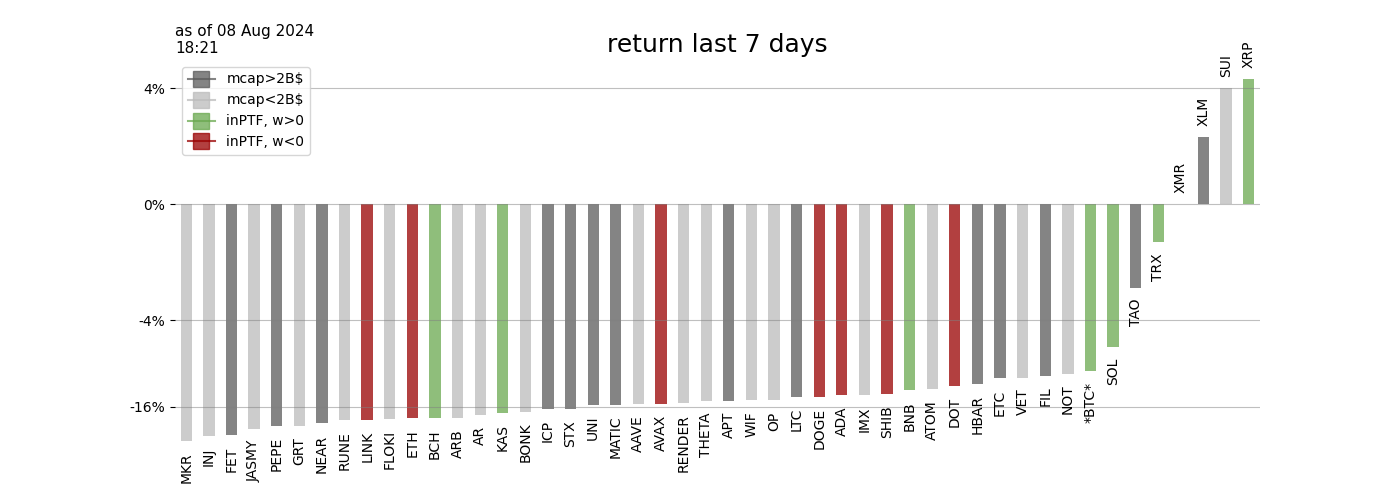 as of 08 Aug 2024
18:21
return last 7 days
mcap>2B$
mcap<2B$
inPTF, w>0
inPTF, w<0
4%
0%
-4%
-16%
MKR
INJ
FET
JASMY
PEPE
GRT
NEAR
RUNE
LINK
FLOKI
ETH
BCH
ARB
AR
KAS
BONK
ICP
STX
UNI
MATIC
AAVE
AVAX
RENDER
THETA
APT
WIF
OP
LTC
DOGE
ADA
IMX
SHIB
BNB
ATOM
DOT
HBAR
ETC
VET
FIL
NOT
*BTC*
SOL
TAO
TRX
XMR
XLM
SUI
XRP